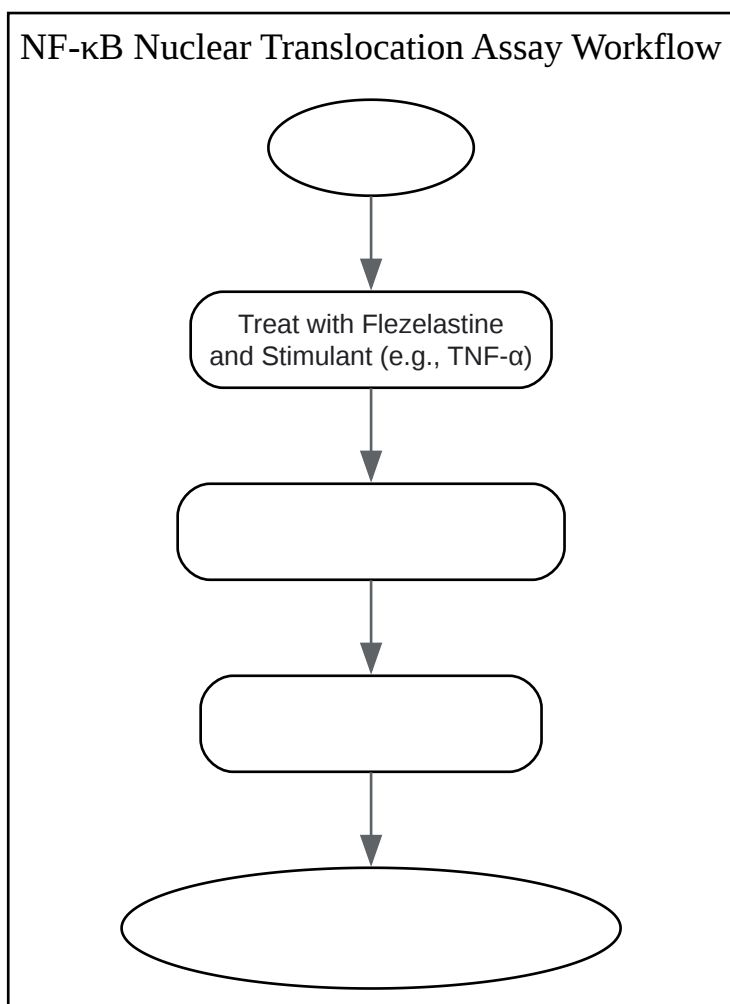 NF-κB Nuclear Translocation Assay Workflow
Treat with Flezelastine
and Stimulant (e.g., TNF-α)